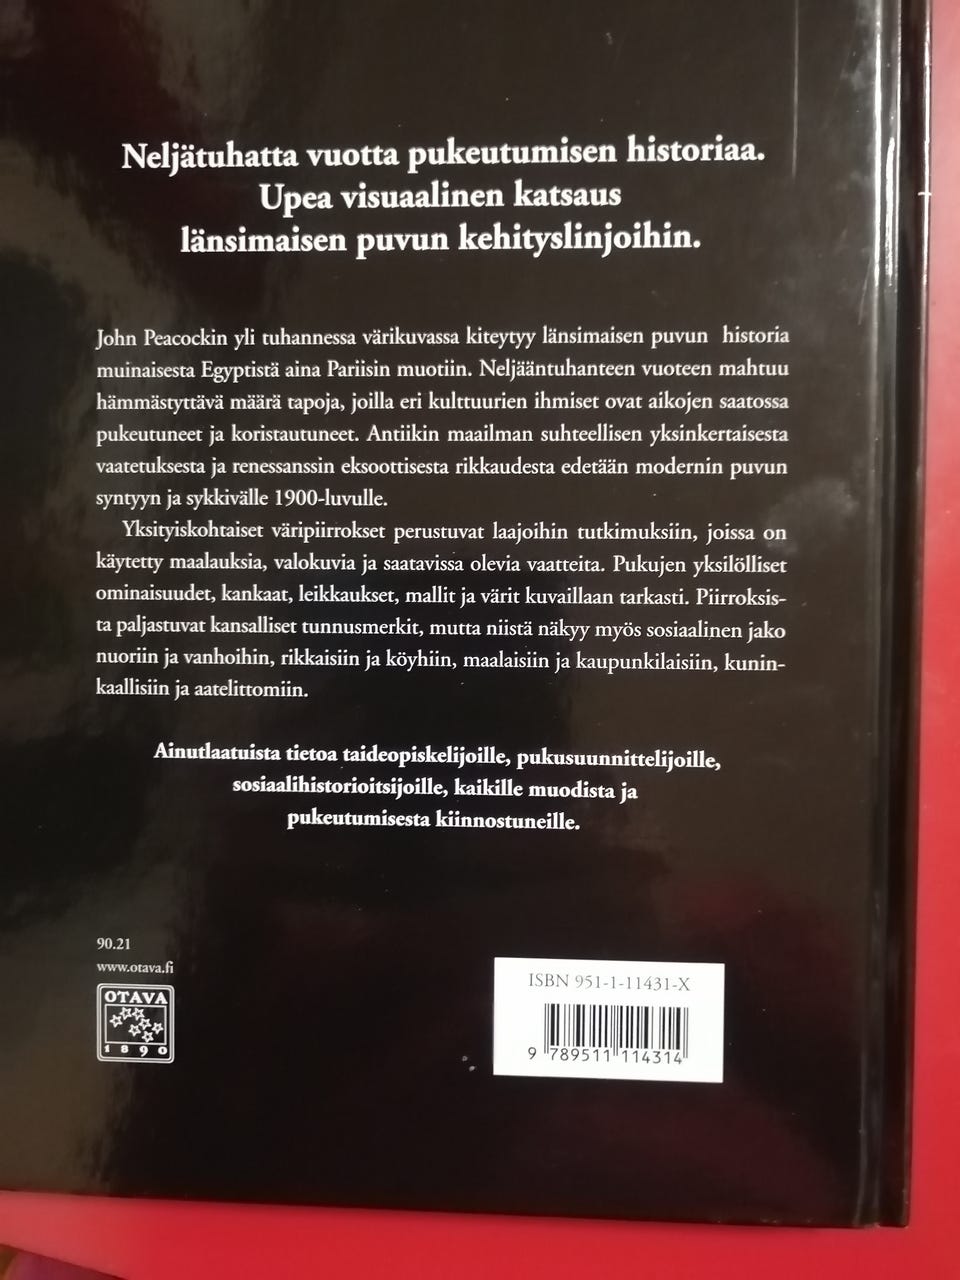 Neljätuhatta vuotta pukeutumisen historiaa.
Upea visuaalinen katsaus
länsimaisen puvun kehityslinjoihin.
John Peacockin yli tuhannessa värikuvassa kiteytyy länsimaisen puvun historia
muinaisesta Egyptistä aina Pariisin muotiin. Neljääntuhanteen vuoteen mahtuu
hämmästyttävä määrä tapoja, joilla eri kulttuurien ihmiset ovat aikojen saatossa
pukeutuneet ja koristautuneet. Antiikin maailman suhteellisen yksinkertaisesta
vaatetuksesta ja renessanssin eksoottisesta rikkaudesta edetään modernin puvun
syntyyn ja sykkivälle 1900-luvulle.
Yksityiskohtaiset väripiirrokset perustuvat laajoihin tutkimuksiin, joissa on
käytetty maalauksia, valokuvia ja saatavissa olevia vaatteita. Pukujen yksilölliset
ominaisuudet, kankaat, leikkaukset, mallit ja värit kuvaillaan tarkasti. Piirroksis-
ta paljastuvat kansalliset tunnusmerkit, mutta niistä näkyy myös sosiaalinen jako
nuoriin ja vanhoihin, rikkaisiin ja köyhiin, maalaisiin ja kaupunkilaisiin, kunin-
kaallisiin ja aatelittomiin.
Ainutlaatuista tietoa taideopiskelijoille, pukusuunnittelijoille,
sosiaalihistorioitsijoille, kaikille muodista ja
pukeutumisesta kiinnostuneille.
90.21
www.otava.fi
OTAVA
1890
ISBN 951-1-11431-X
9 789511 114314